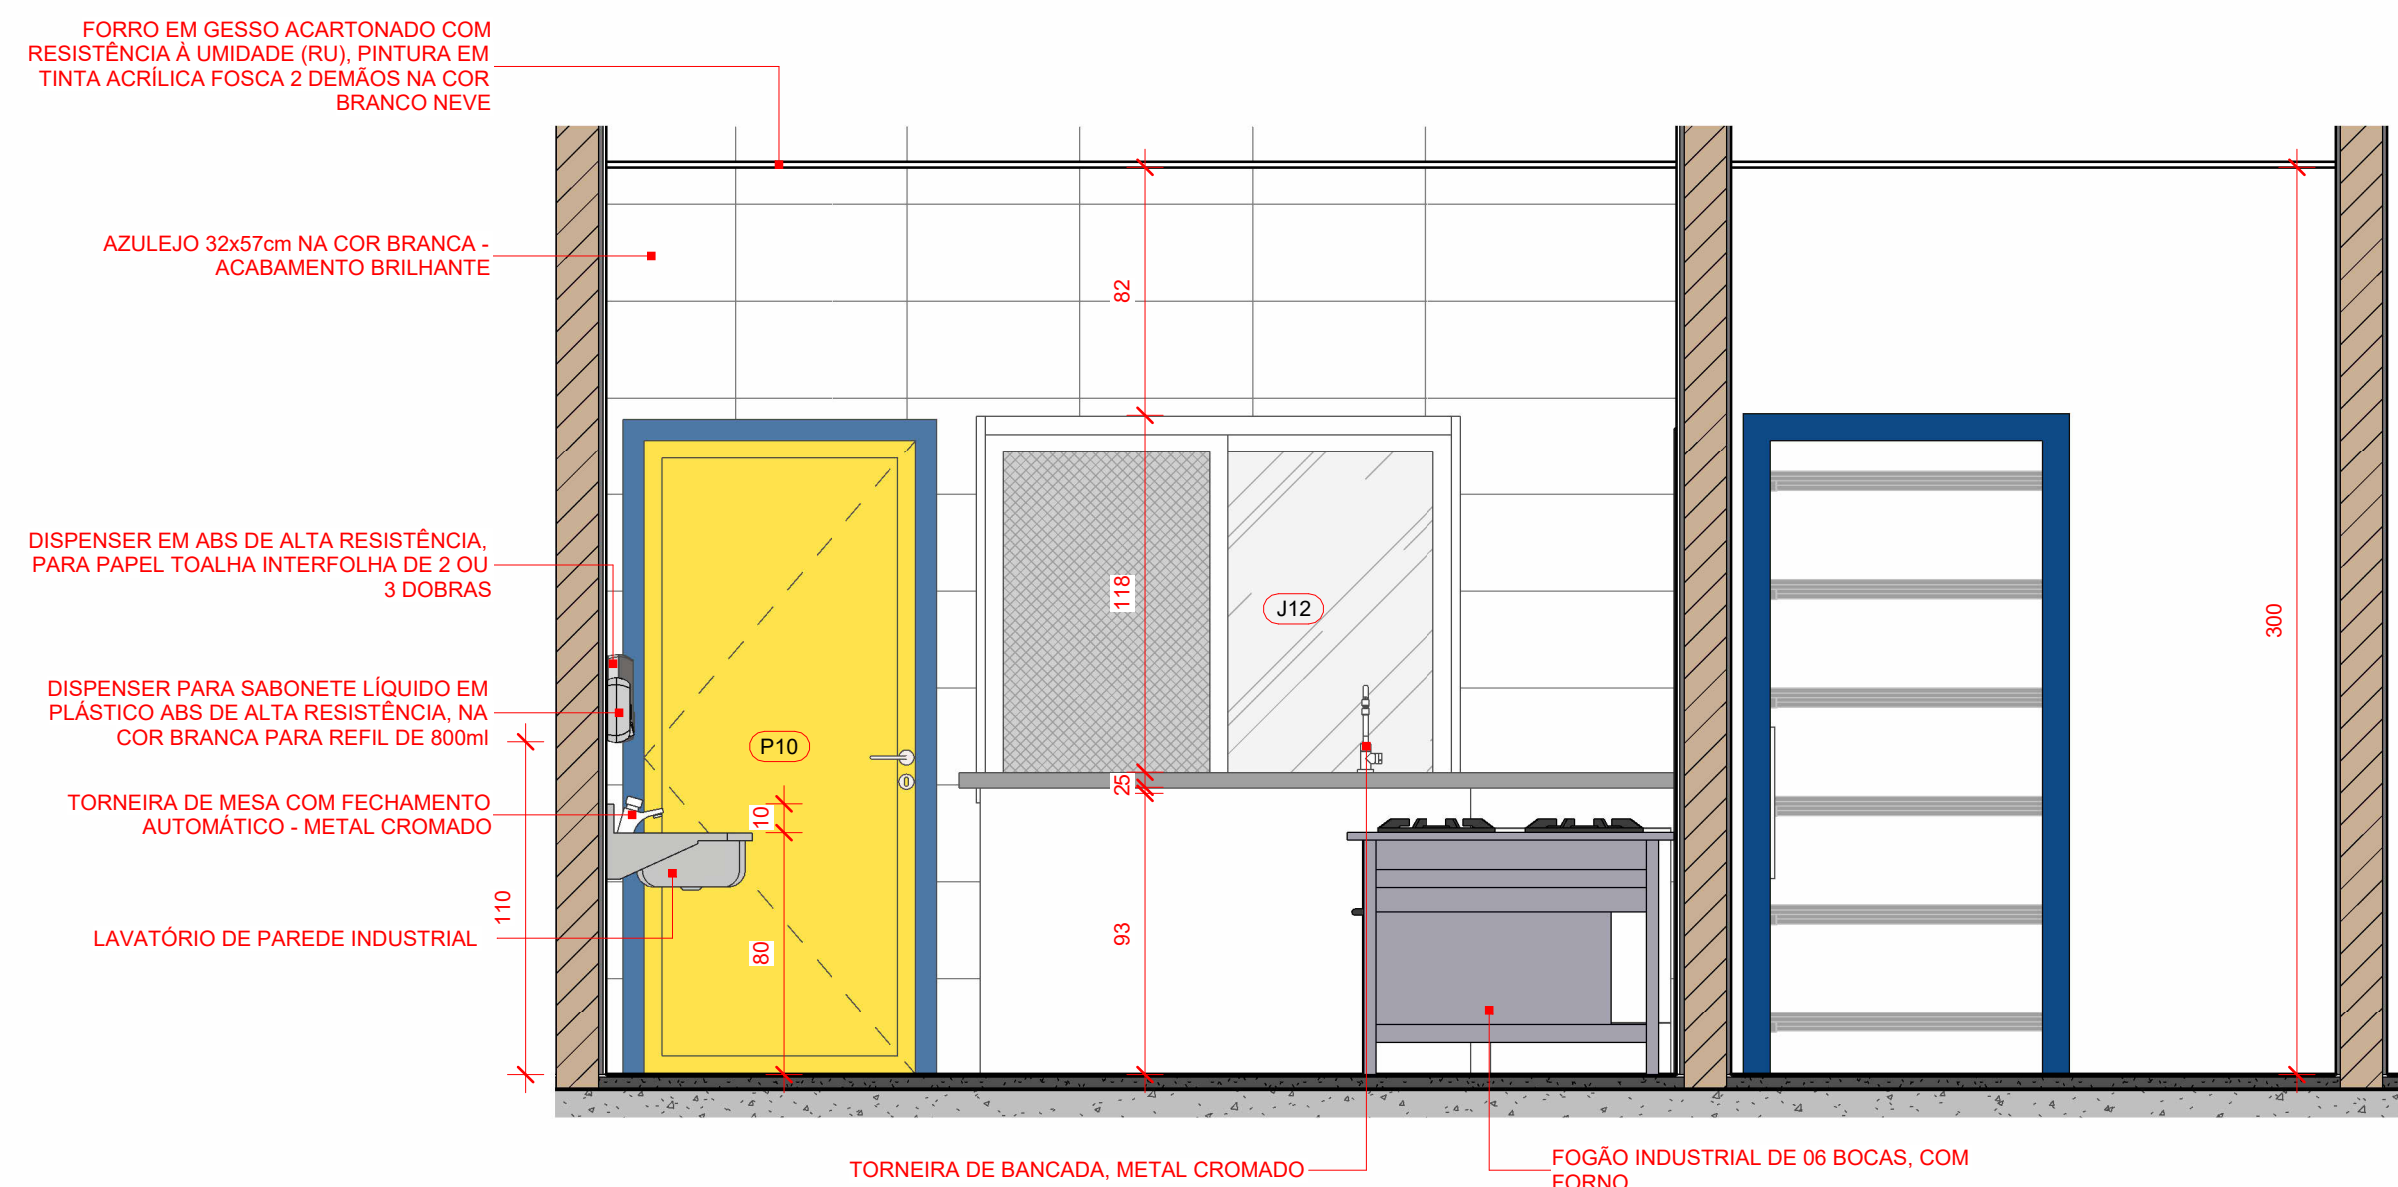 FORRO EM GESSO ACARTONADO COM
RESISTÊNCIA À UMIDADE (RU), PINTURA EM
TINTA ACRÍLICA FOSCA 2 DEMÃOS NA COR
BRANCO NEVE
AZULEJO 32x57cm NA COR BRANCA -
ACABAMENTO BRILHANTE
DISPENSER EM ABS DE ALTA RESISTÊNCIA,
PARA PAPEL TOALHA INTERFOLHA DE 2 OU
3 DOBRAS
DISPENSER PARA SABONETE LÍQUIDO EM
PLÁSTICO ABS DE ALTA RESISTÊNCIA, NA
COR BRANCA PARA REFIL DE 800ml
TORNEIRA DE MESA COM FECHAMENTO
AUTOMÁTICO - METAL CROMADO
LAVATÓRIO DE PAREDE INDUSTRIAL
110
P10
10
80
82
118
25
93
J12
300
TORNEIRA DE BANCADA, METAL CROMADO
FOGÃO INDUSTRIAL DE 06 BOCAS, COM
FORNO